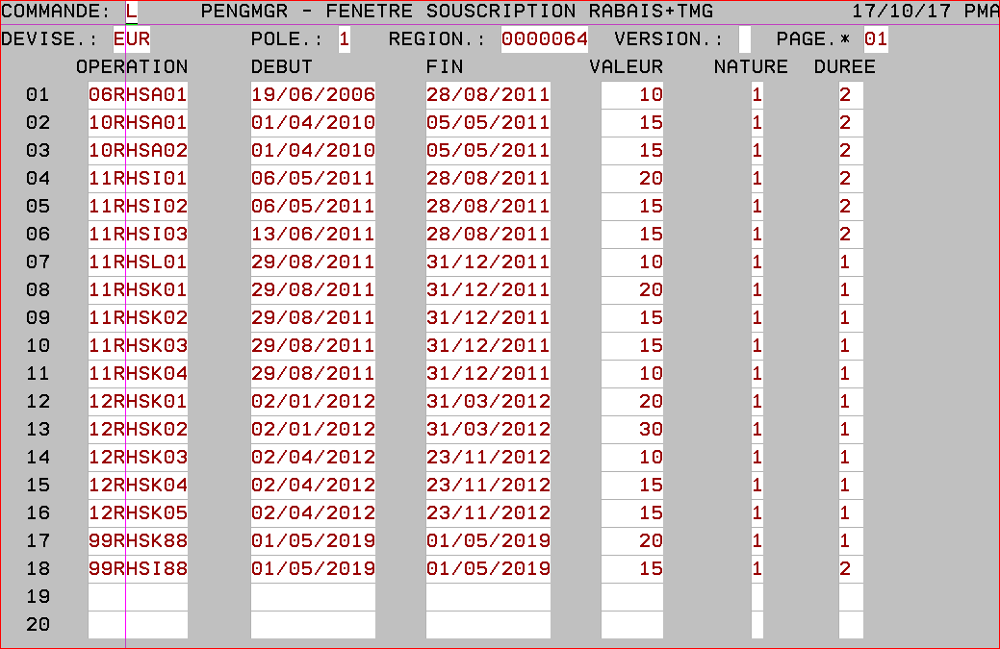 COMMANDE: L PENGMGR - FENETRE SOUSCRIPTION RABAIS+TMG 17/10/17 PMA
DEVISE.: EUR POLE.: 1 REGION.: 0000064 VERSION.: PAGE.* 01
OPERATION DEBUT FIN VALEUR NATURE DUREE
01 06RHSA01 19/06/2006 28/08/2011 10 1 2
02 10RHSA01 01/04/2010 05/05/2011 15 1 2
03 10RHSA02 01/04/2010 05/05/2011 15 1 2
04 11RHSI01 06/05/2011 28/08/2011 20 1 2
05 11RHSI02 06/05/2011 28/08/2011 15 1 2
06 11RHSI03 13/06/2011 28/08/2011 15 1 2
07 11RHSL01 29/08/2011 31/12/2011 10 1 1
08 11RHSK01 29/08/2011 31/12/2011 20 1 1
09 11RHSK02 29/08/2011 31/12/2011 15 1 1
10 11RHSK03 29/08/2011 31/12/2011 15 1 1
11 11RHSK04 29/08/2011 31/12/2011 10 1 1
12 12RHSK01 02/01/2012 31/03/2012 20 1 1
13 12RHSK02 02/01/2012 31/03/2012 30 1 1
14 12RHSK03 02/04/2012 23/11/2012 10 1 1
15 12RHSK04 02/04/2012 23/11/2012 15 1 1
16 12RHSK05 02/04/2012 23/11/2012 15 1 1
17 99RHSK88 01/05/2019 01/05/2019 20 1 1
18 99RHSI88 01/05/2019 01/05/2019 15 1 2
19
20